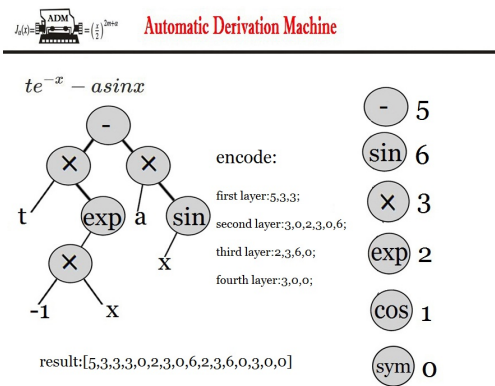 Jₐ(x)= ADM =(x/2)^{2m+a}
Automatic Derivation Machine
te^{-x} − asinx
-
×
×
t
exp
a
sin
×
x
-1
x
encode:
first layer:5,3,3;
second layer:3,0,2,3,0,6;
third layer:2,3,6,0;
fourth layer:3,0,0;
- 5
sin 6
× 3
exp 2
cos 1
sym 0
result:[5,3,3,3,0,2,3,0,6,2,3,6,0,3,0,0]